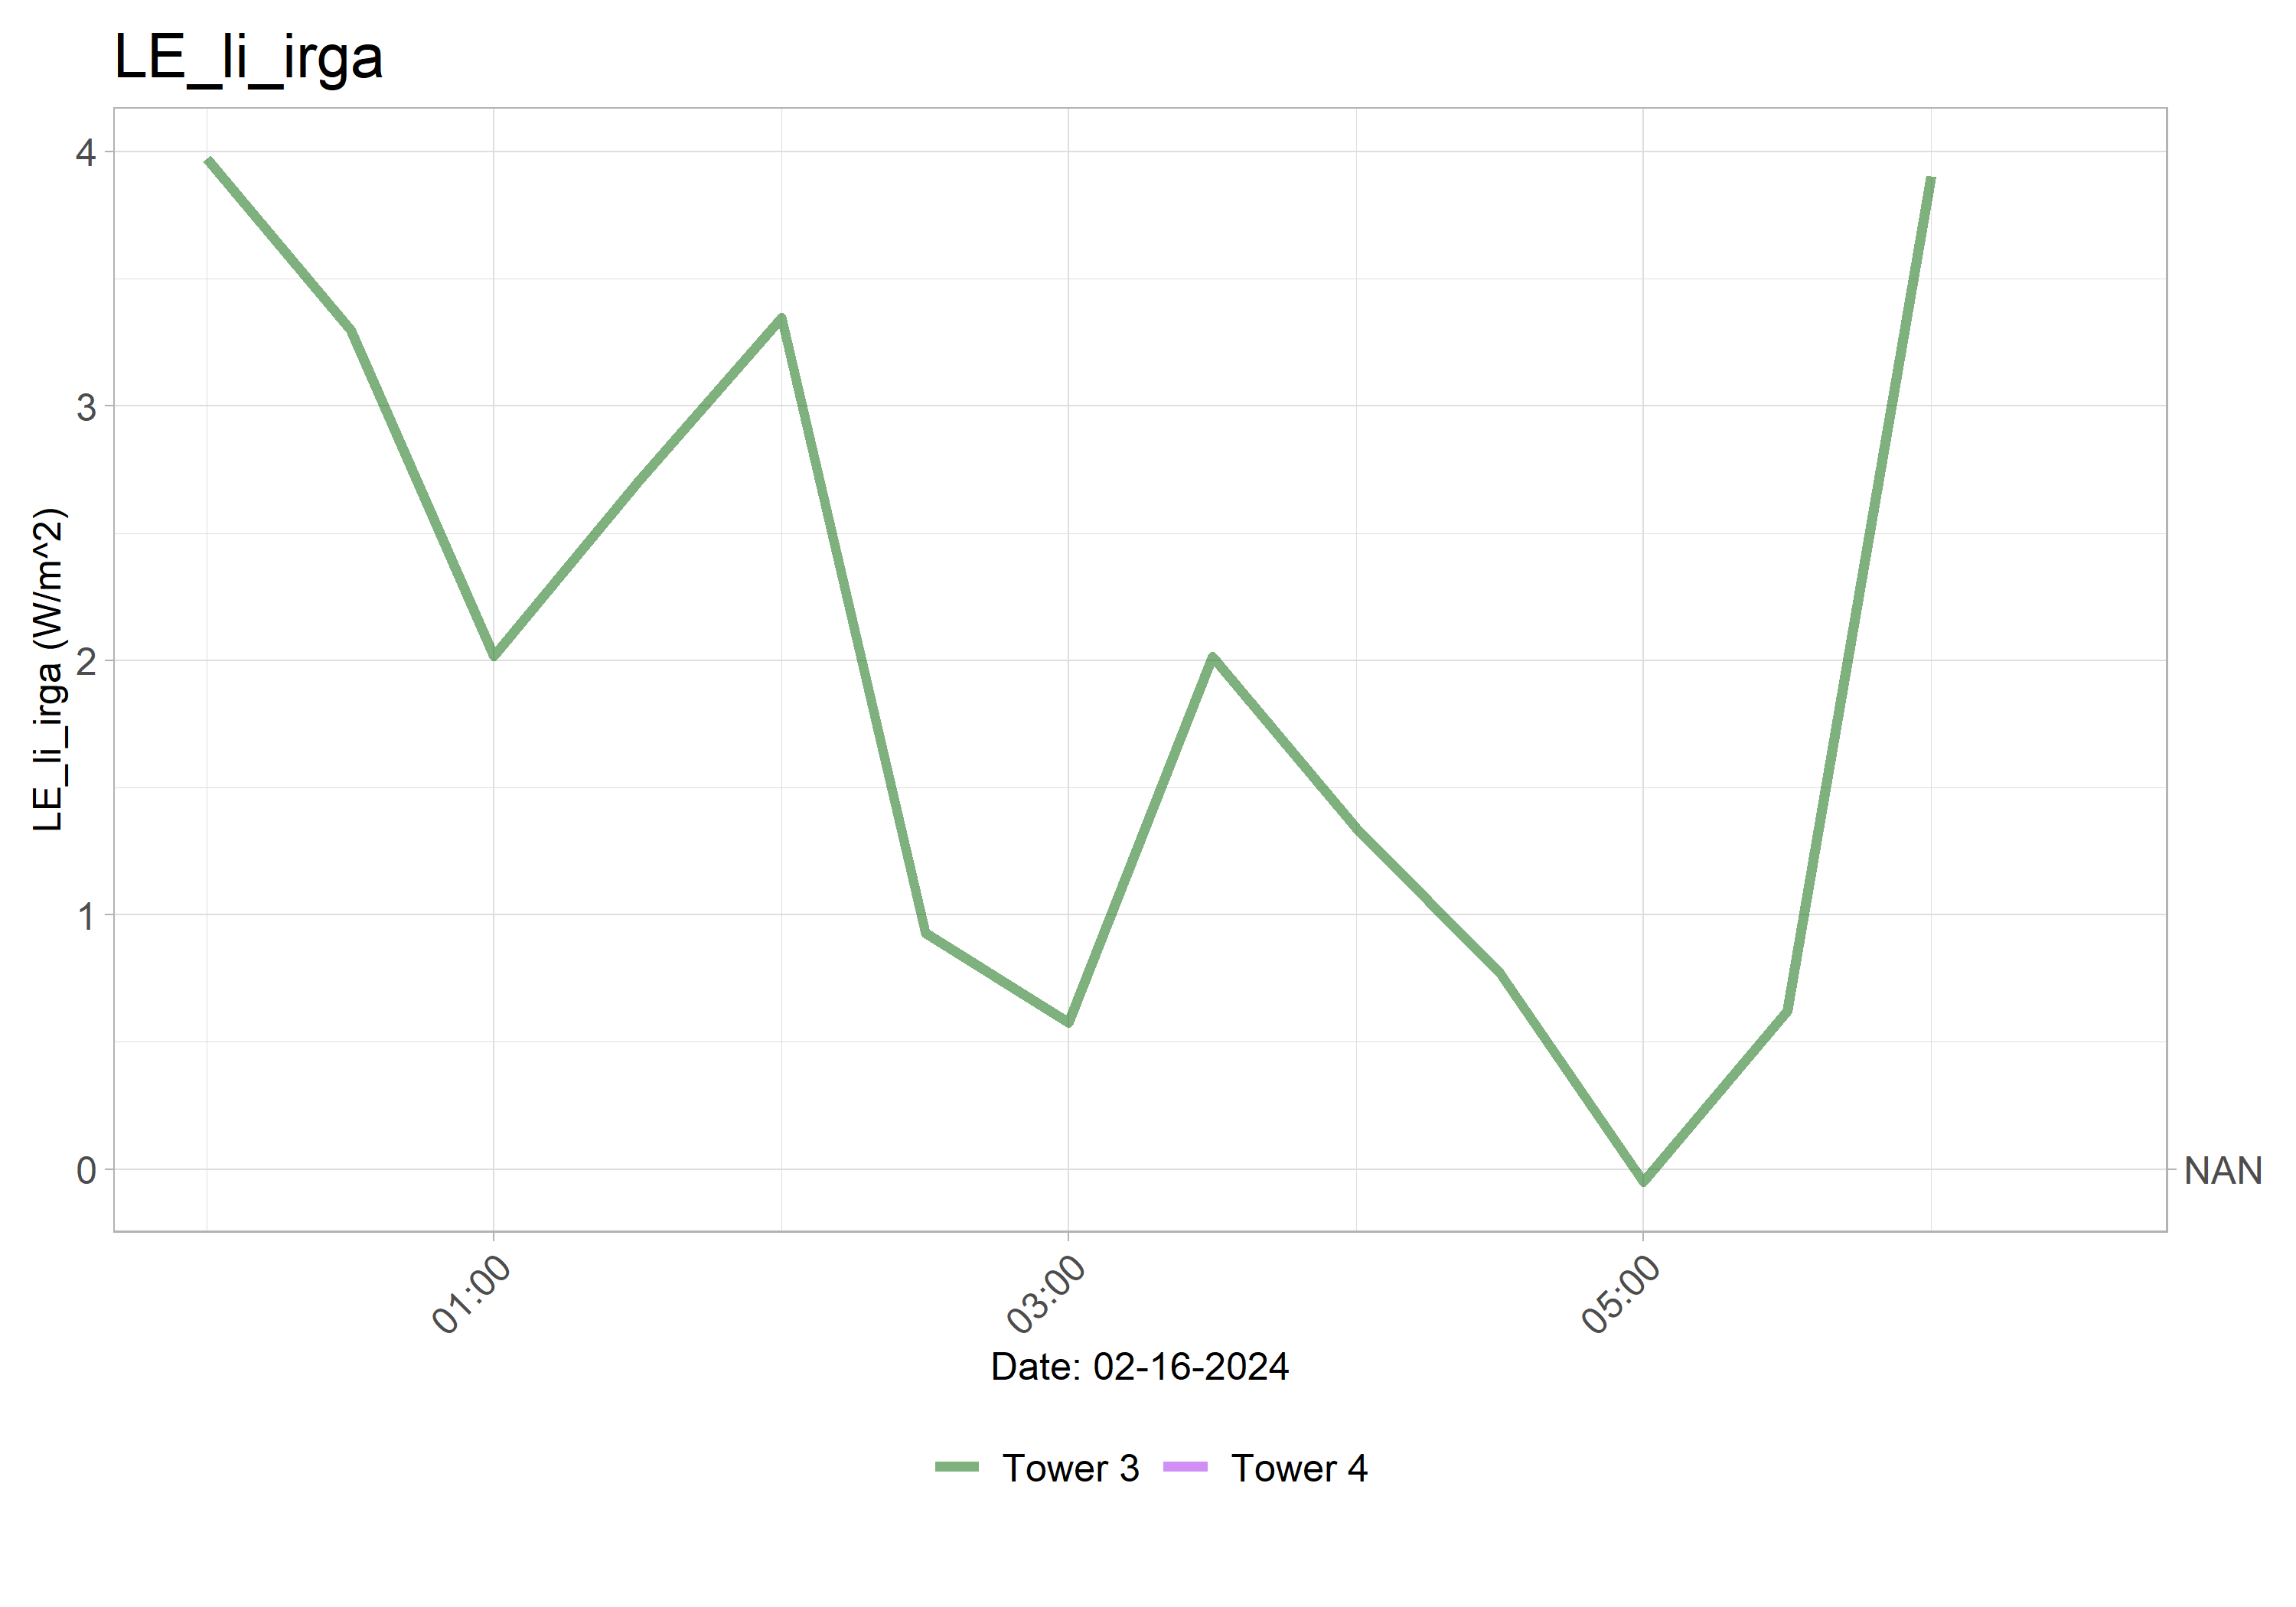 LE_li_irga
4
3
2
1
0
NAN
LE_li_irga (W/m^2)
01:00
03:00
05:00
Date: 02-16-2024
Tower 3
Tower 4